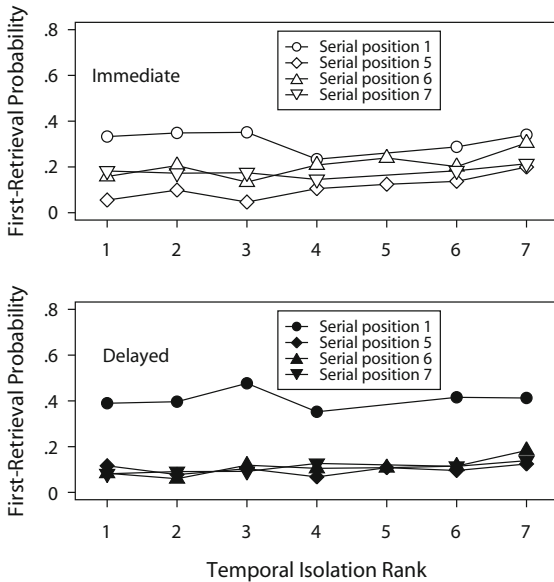 First-Retrieval Probability
.8
.6
.4
.2
0
Immediate
Serial position 1
Serial position 5
Serial position 6
Serial position 7
1 2 3 4 5 6 7
First-Retrieval Probability
.8
.6
.4
.2
0
Delayed
Serial position 1
Serial position 5
Serial position 6
Serial position 7
1 2 3 4 5 6 7
Temporal Isolation Rank